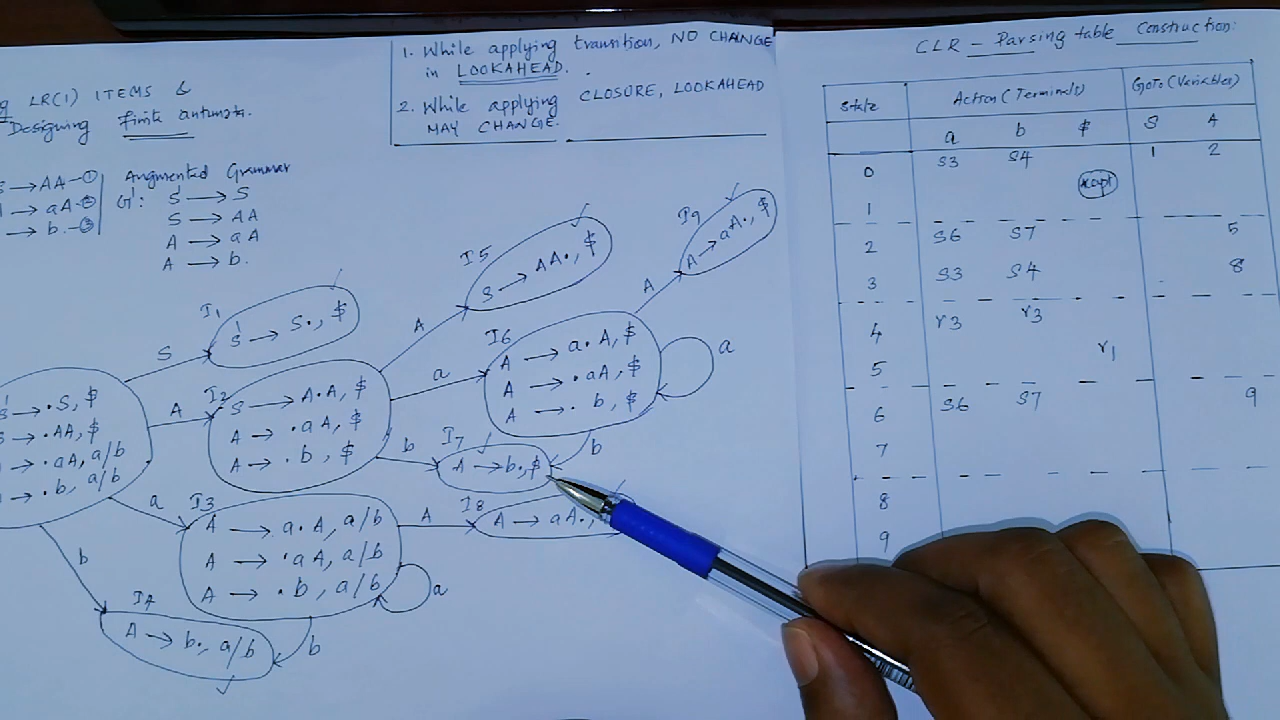 1. While applying transition, NO CHANGE
in LOOKAHEAD.
2. While applying CLOSURE, LOOKAHEAD
MAY CHANGE.
LR(1) ITEMS &
Designing finite automata.
→ AA-①
→ aA-②
→ b.-③
Augmented Grammar
G': S' → S
S → AA
A → aA
A → b.
S' → .S, $
S → .AA, $
→ .aA, a/b
→ .b, a/b
S
A
a
b
I1
S' → S., $
I2
S → A.A, $
A → .aA, $
A → .b, $
A
a
b
I3
A → a.A, a/b
A → .aA, a/b
A → .b, a/b
A
a
b
I4
A → b., a/b
I5
S → AA., $
I6
A → a.A, $
A → .aA, $
A → .b, $
A
a
b
I7
A → b., $
I8
A → aA.,
I9
A → aA., $
CLR - Parsing table Construction:
State Action (Terminals) GoTo (Variables)
a b $ S A
0 S3 S4 1 2
1 accept
2 S6 S7 5
3 S3 S4 8
4 r3 r3
5 r1
6 S6 S7 9
7
8
9